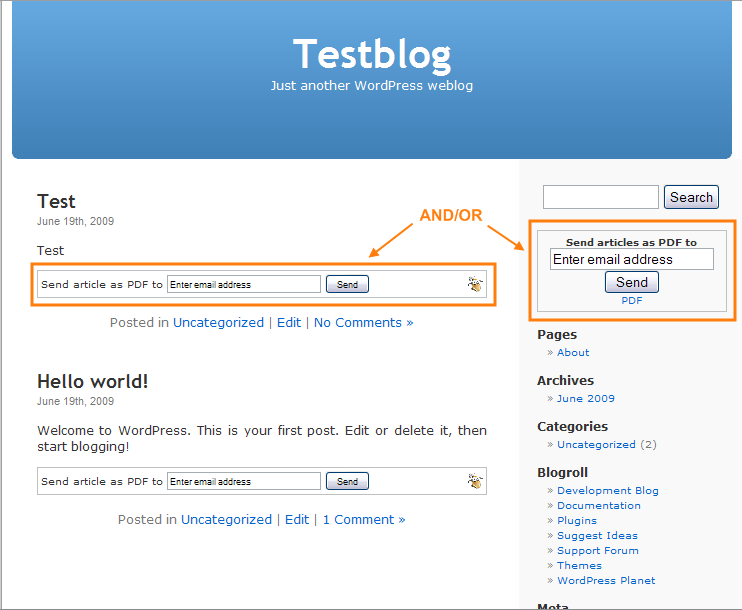 Testblog
Just another WordPress weblog
Test
June 19th, 2009
Test
Send article as PDF to Enter email address Send
Posted in Uncategorized | Edit | No Comments »
Hello world!
June 19th, 2009
Welcome to WordPress. This is your first post. Edit or delete it, then
start blogging!
Send article as PDF to Enter email address Send
Posted in Uncategorized | Edit | 1 Comment »
AND/OR
Search
Send articles as PDF to
Enter email address
Send
PDF
Pages
» About
Archives
» June 2009
Categories
» Uncategorized (2)
Blogroll
» Development Blog
» Documentation
» Plugins
» Suggest Ideas
» Support Forum
» Themes
» WordPress Planet
Meta